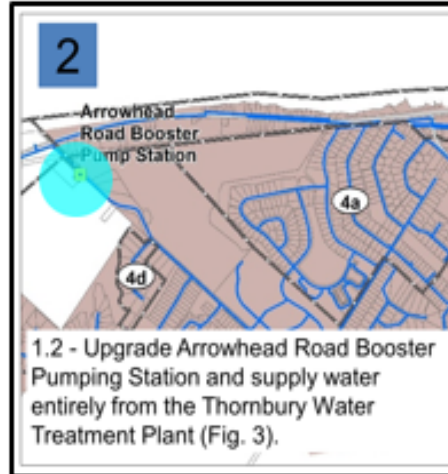 2
Arrowhead
Road Booster
Pump Station
4a
4d
1.2 - Upgrade Arrowhead Road Booster
Pumping Station and supply water
entirely from the Thornbury Water
Treatment Plant (Fig. 3).